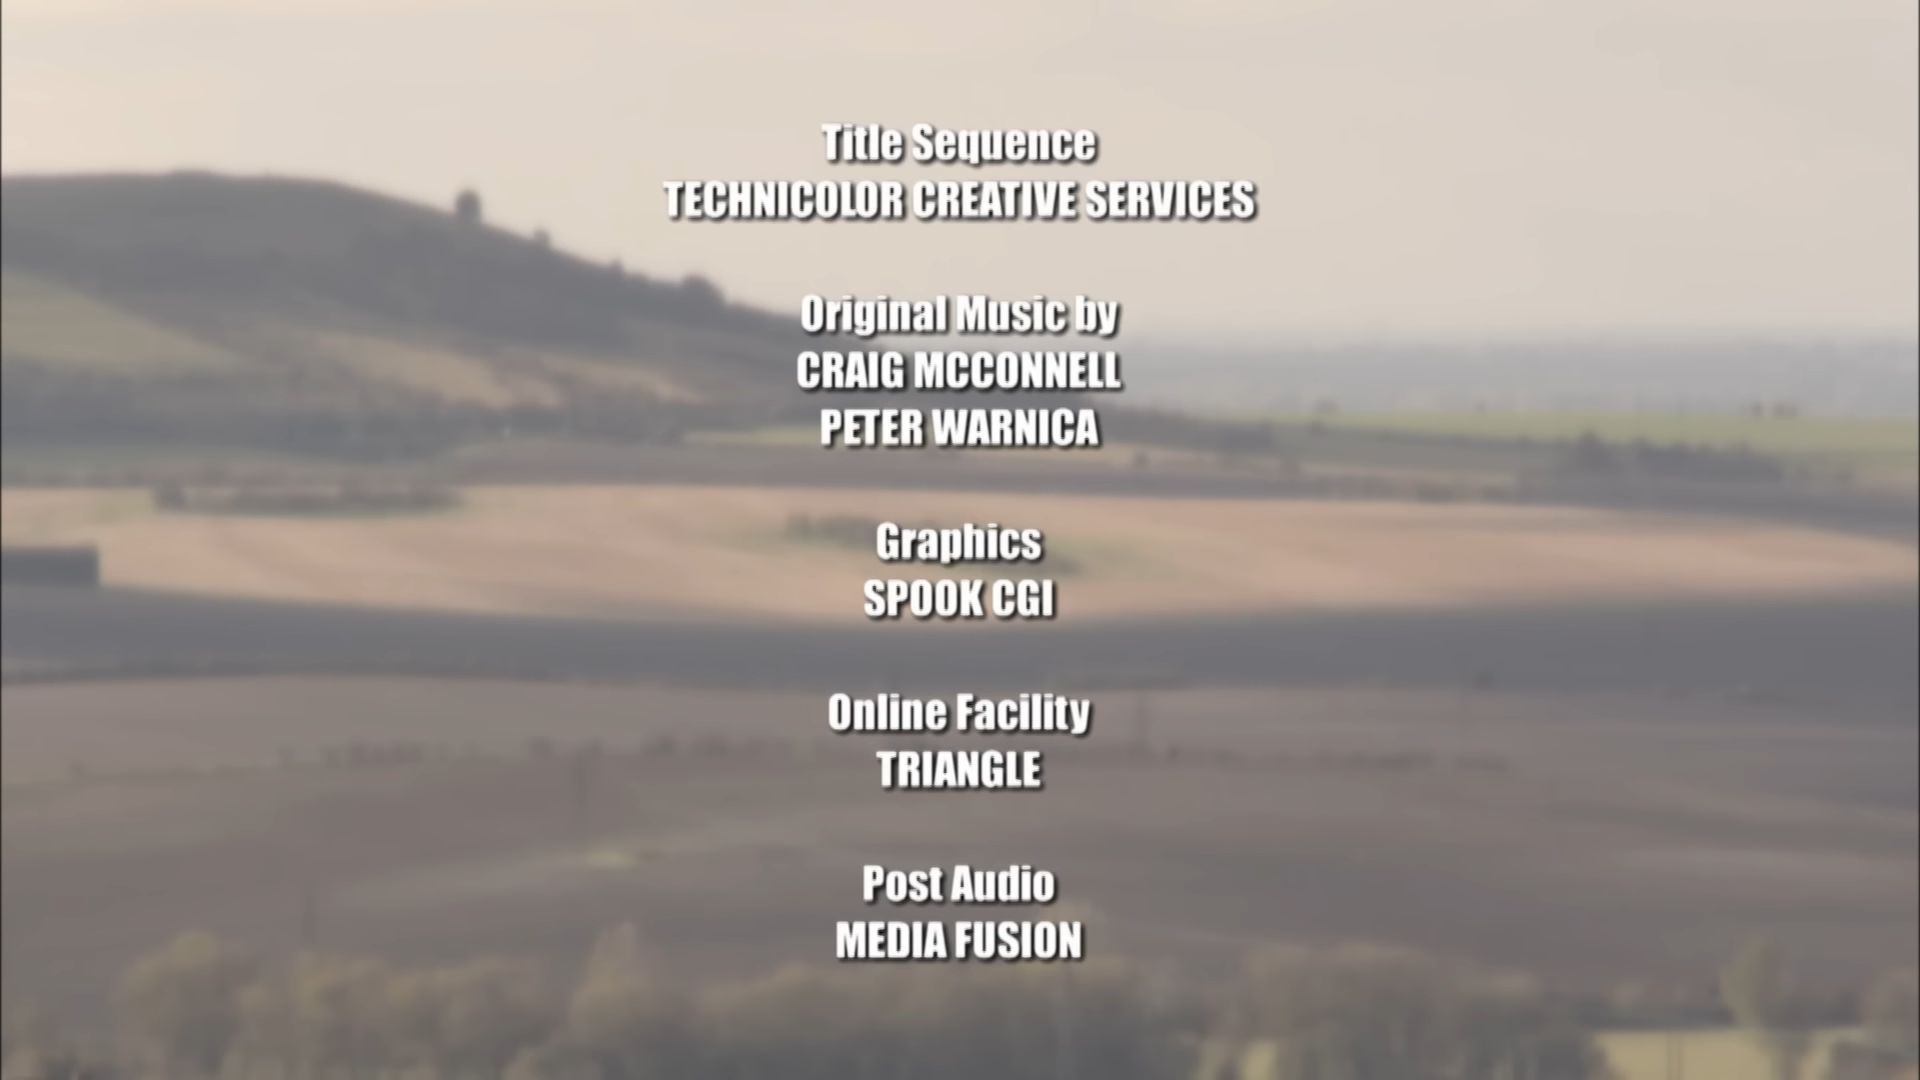 Title Sequence
TECHNICOLOR CREATIVE SERVICES
Original Music by
CRAIG MCCONNELL
PETER WARNICA
Graphics
SPOOK CGI
Online Facility
TRIANGLE
Post Audio
MEDIA FUSION